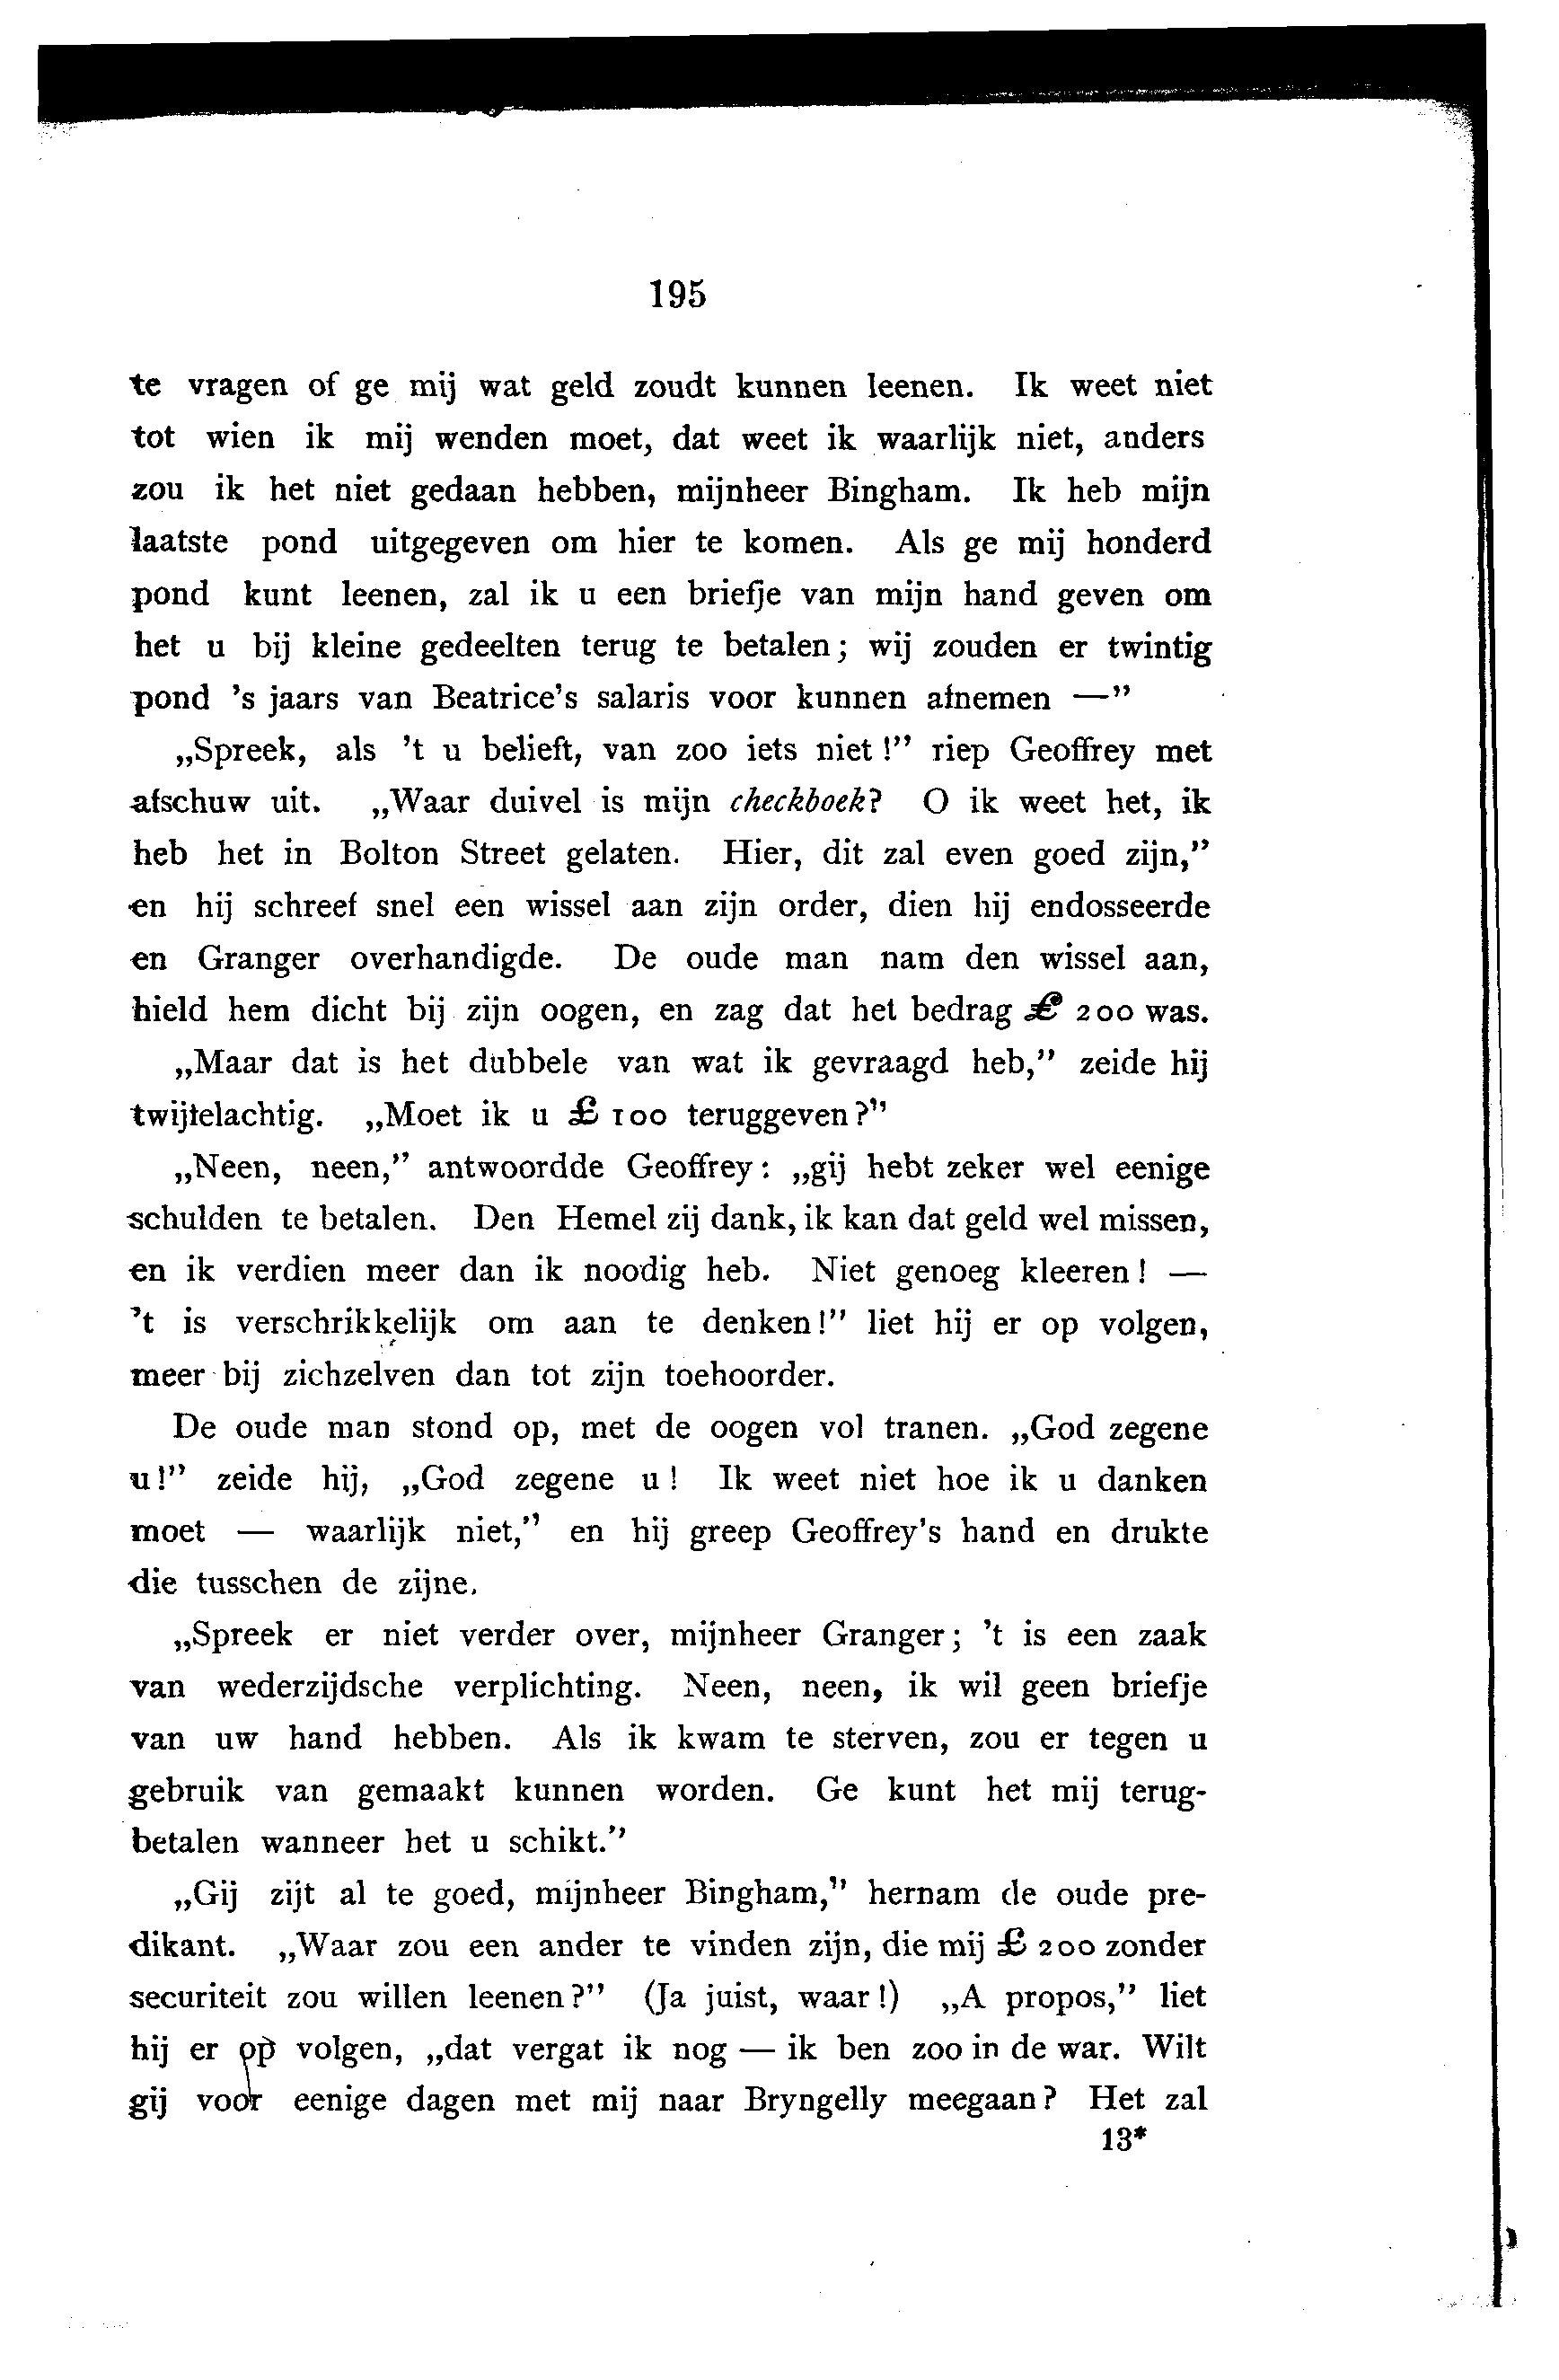 195
te vragen of ge mij wat geld zoudt kunnen leenen. Ik weet niet
tot wien ik mij wenden moet, dat weet ik waarlijk niet, anders
zou ik het niet gedaan hebben, mijnheer Bingham. Ik heb mijn
laatste pond uitgegeven om hier te komen. Als ge mij honderd
pond kunt leenen, zal ik u een briefje van mijn hand geven om
het u bij kleine gedeelten terug te betalen; wij zouden er twintig
pond 's jaars van Beatrice's salaris voor kunnen afnemen —”
„Spreek, als 't u belieft, van zoo iets niet!” riep Geoffrey met
afschuw uit. „Waar duivel is mijn checkboek? O ik weet het, ik
heb het in Bolton Street gelaten. Hier, dit zal even goed zijn,”
en hij schreef snel een wissel aan zijn order, dien hij endosseerde
en Granger overhandigde. De oude man nam den wissel aan,
hield hem dicht bij zijn oogen, en zag dat het bedrag £ 200 was.
„Maar dat is het dubbele van wat ik gevraagd heb,” zeide hij
twijfelachtig. „Moet ik u £ 100 teruggeven?”
„Neen, neen,” antwoordde Geoffrey: „gij hebt zeker wel eenige
schulden te betalen. Den Hemel zij dank, ik kan dat geld wel missen,
en ik verdien meer dan ik noodig heb. Niet genoeg kleeren! —
't is verschrikkelijk om aan te denken!” liet hij er op volgen,
meer bij zichzelven dan tot zijn toehoorder.
De oude man stond op, met de oogen vol tranen. „God zegene
u!” zeide hij, „God zegene u! Ik weet niet hoe ik u danken
moet — waarlijk niet,” en hij greep Geoffrey's hand en drukte
die tusschen de zijne.
„Spreek er niet verder over, mijnheer Granger; 't is een zaak
van wederzijdsche verplichting. Neen, neen, ik wil geen briefje
van uw hand hebben. Als ik kwam te sterven, zou er tegen u
gebruik van gemaakt kunnen worden. Ge kunt het mij terug-
betalen wanneer het u schikt.”
„Gij zijt al te goed, mijnheer Bingham,” hernam de oude pre-
dikant. „Waar zou een ander te vinden zijn, die mij £ 200 zonder
securiteit zou willen leenen?” (Ja juist, waar!) „A propos,” liet
hij er op volgen, „dat vergat ik nog — ik ben zoo in de war. Wilt
gij voor eenige dagen met mij naar Bryngelly meegaan? Het zal
13*